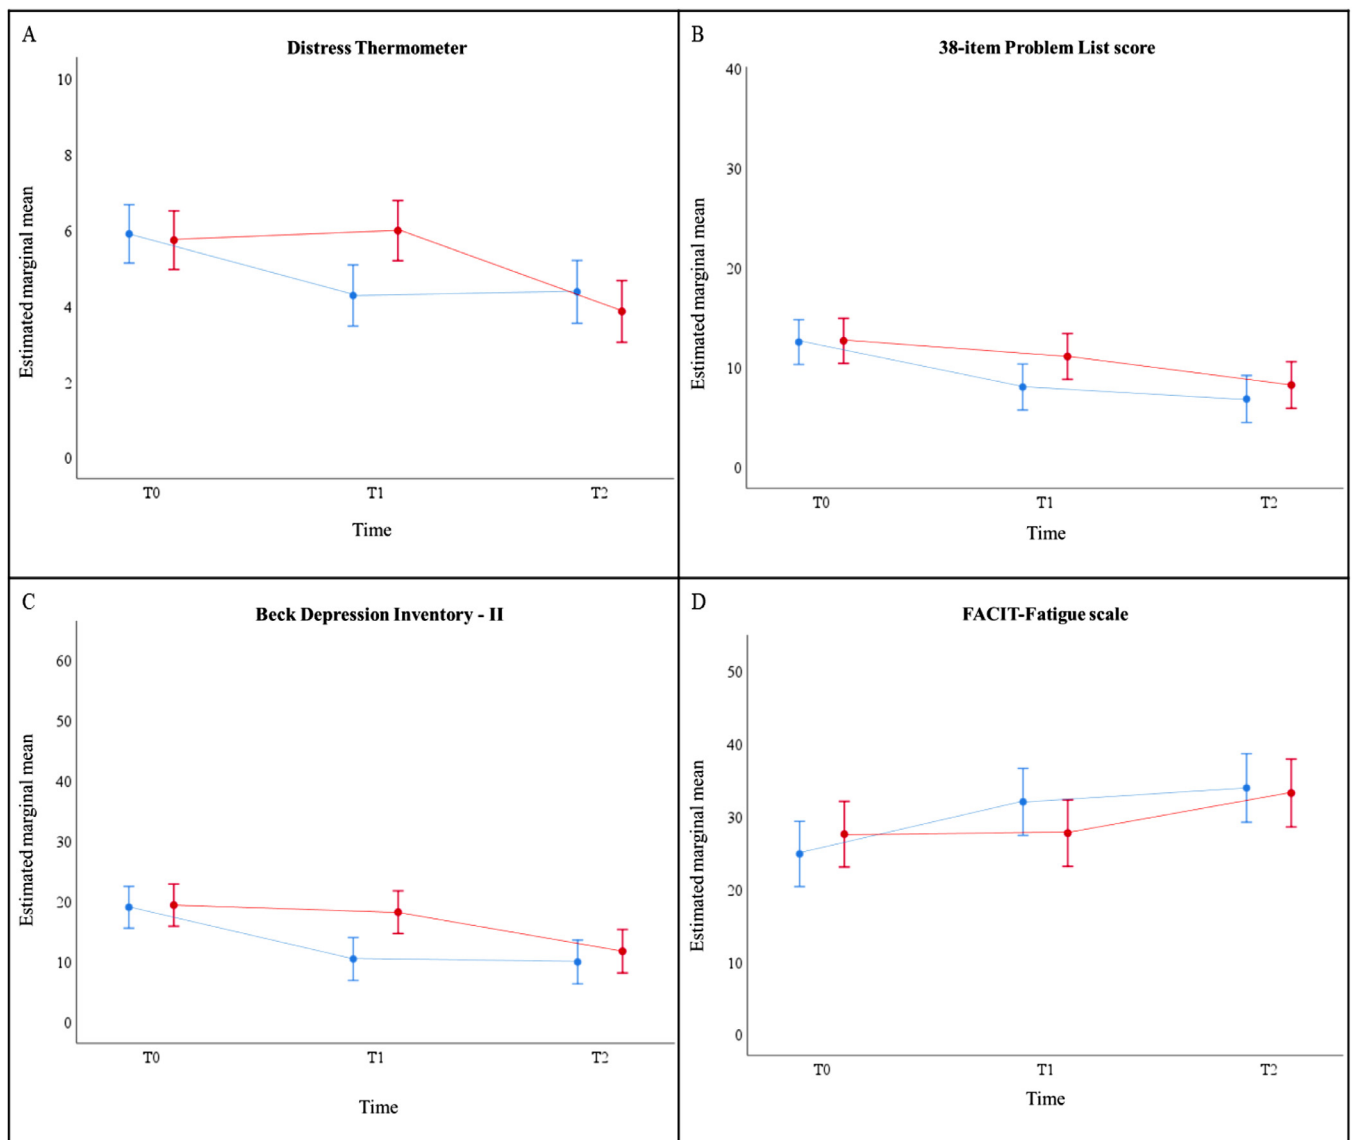 A
Distress Thermometer
10
8
6
4
2
0
Estimated marginal mean
T0 T1 T2
Time
B
38-item Problem List score
40
30
20
10
0
Estimated marginal mean
T0 T1 T2
Time
C
Beck Depression Inventory - II
60
50
40
30
20
10
0
Estimated marginal mean
T0 T1 T2
Time
D
FACIT-Fatigue scale
50
40
30
20
10
0
Estimated marginal mean
T0 T1 T2
Time